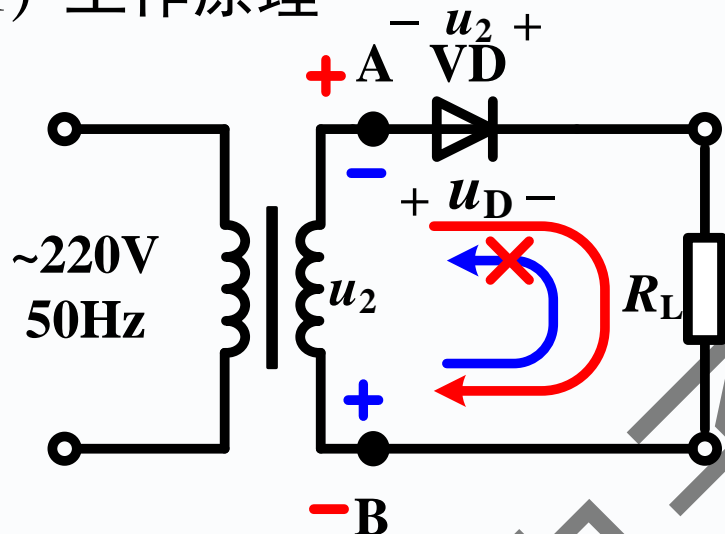 工作原理
− u₂ +
+ A VD
−
+ u_D −
~220V
50Hz
u₂
R_L
+
− B